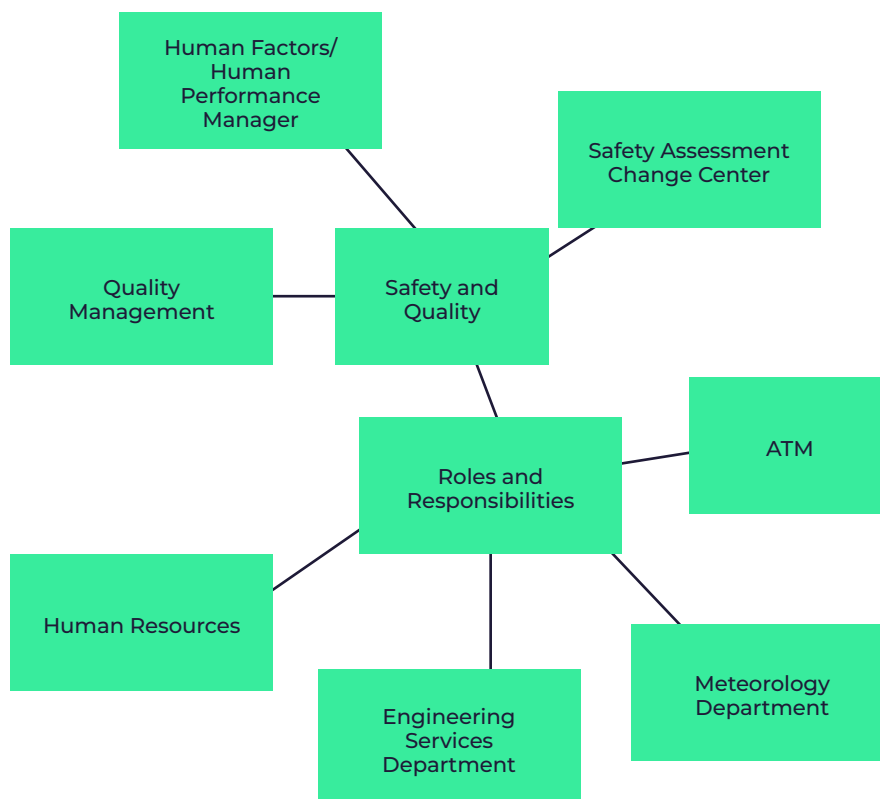 Human Factors/
Human
Performance
Manager
Safety Assessment
Change Center
Quality
Management
Safety and
Quality
ATM
Roles and
Responsibilities
Human Resources
Meteorology
Department
Engineering
Services
Department